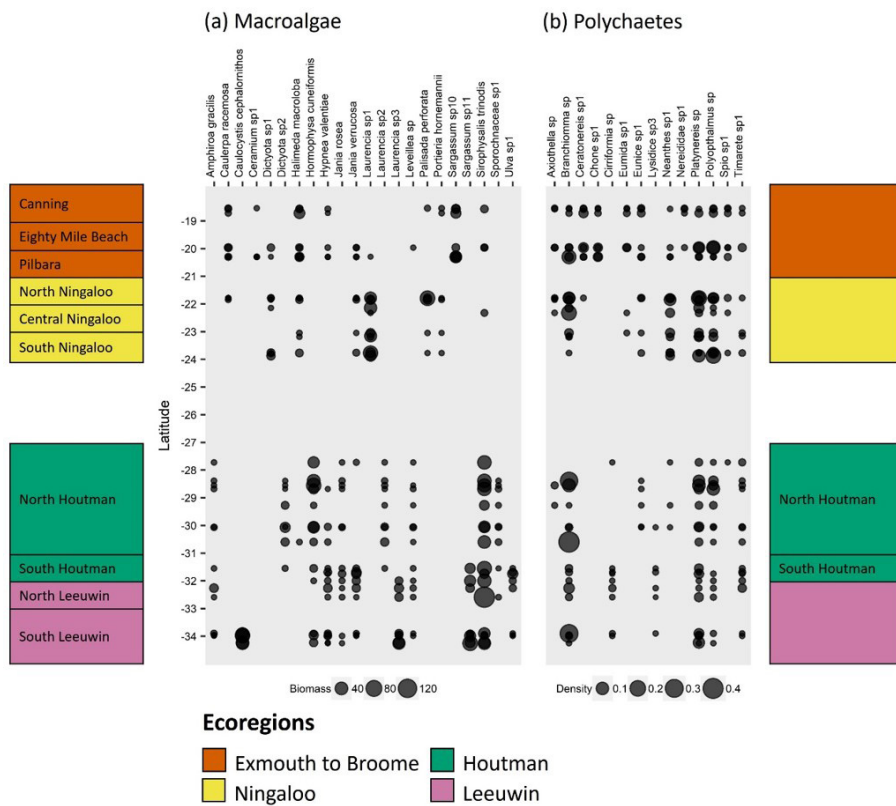 (a) Macroalgae
(b) Polychaetes
Amphiroa gracilis
Caulerpa racemosa
Caulocystis cephalornithos
Ceramium sp1
Dictyota sp1
Dictyota sp2
Halimeda macroloba
Hormophysa cuneiformis
Hypnea valentiae
Jania rosea
Jania verrucosa
Laurencia sp1
Laurencia sp2
Laurencia sp3
Leveillea sp
Palisada perforata
Portieria hornemannii
Sargassum sp10
Sargassum sp11
Sirophysalis trinodis
Sporochnaceae sp1
Ulva sp1
Axiothella sp
Branchiomma sp
Ceratonereis sp1
Chone sp1
Cirriformia sp
Eumida sp1
Eunice sp1
Lysidice sp3
Neanthes sp1
Nereididae sp1
Platynereis sp
Polyopthalmus sp
Spio sp1
Timarete sp1
Canning
Eighty Mile Beach
Pilbara
North Ningaloo
Central Ningaloo
South Ningaloo
North Houtman
South Houtman
North Leeuwin
South Leeuwin
Latitude
-19
-20
-21
-22
-23
-24
-25
-26
-27
-28
-29
-30
-31
-32
-33
-34
North Houtman
South Houtman
Biomass 40 80 120
Density 0.1 0.2 0.3 0.4
Ecoregions
Exmouth to Broome
Houtman
Ningaloo
Leeuwin